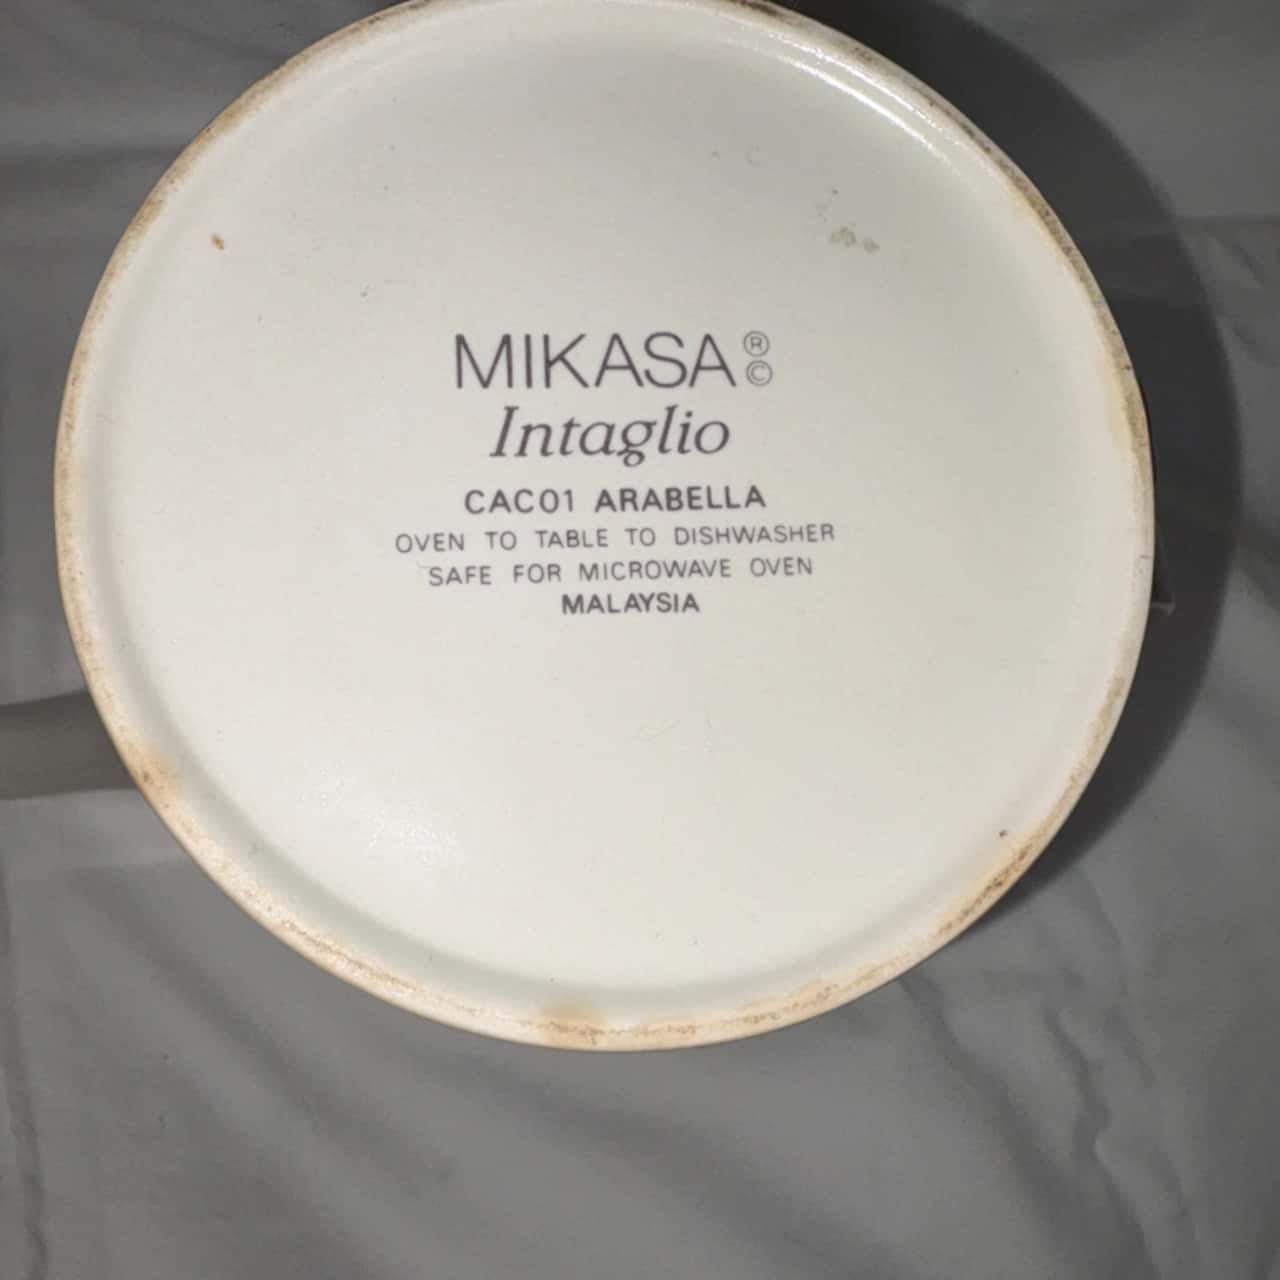 MIKASA®©
Intaglio
CAC01 ARABELLA
OVEN TO TABLE TO DISHWASHER
SAFE FOR MICROWAVE OVEN
MALAYSIA